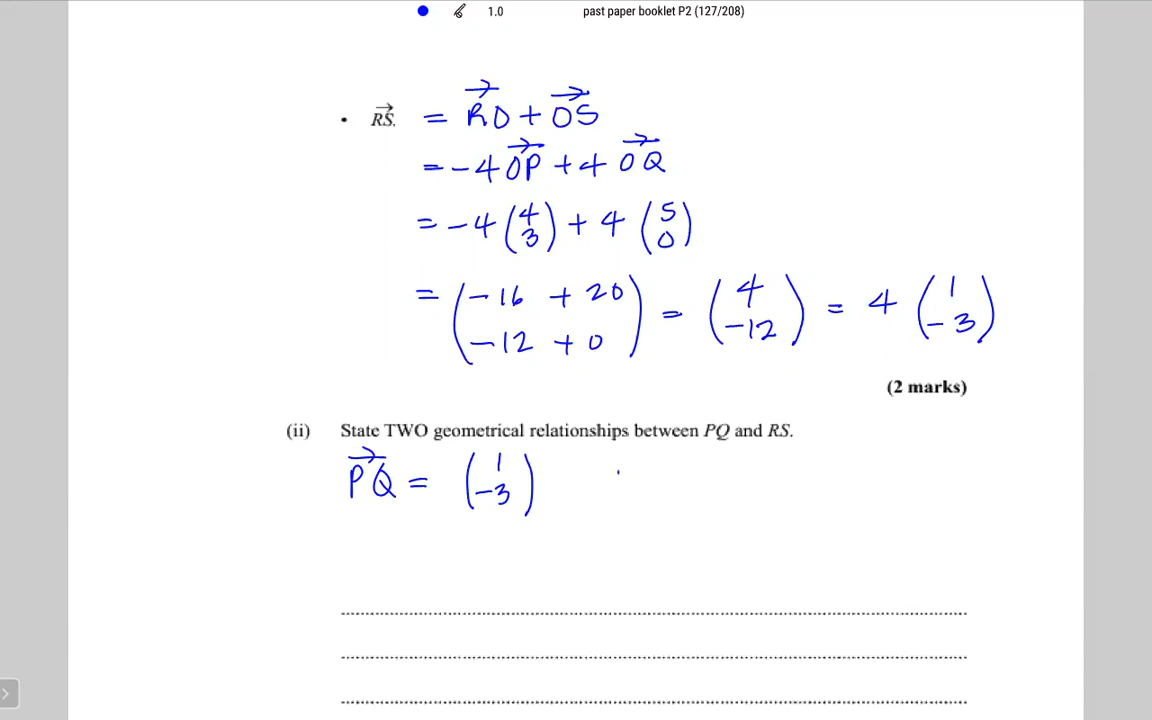 1.0 past paper booklet P2 (127/208)
• RS. = RO + OS
= -4 OP + 4 OQ
= -4 (4 3) + 4 (5 0)
= (-16 + 20 -12 + 0) = (4 -12) = 4 (1 -3)
(2 marks)
(ii) State TWO geometrical relationships between PQ and RS.
PQ = (1 -3)